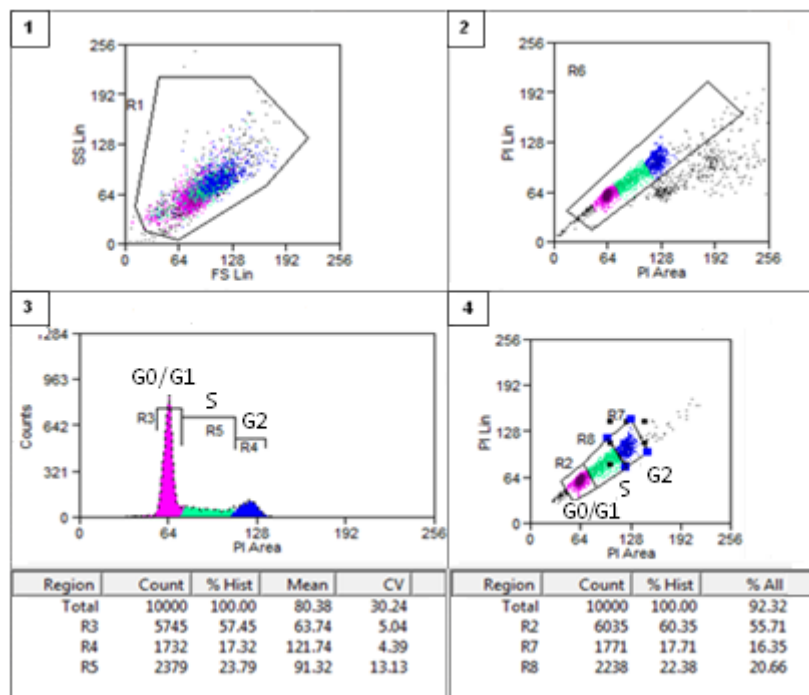 1
256
192
128
64
0
R1
SS Lin
0 64 128 192 256
FS Lin
2
256
192
128
64
0
R6
PI Lin
0 64 128 192 256
PI Area
3
1284
963
642
321
0
Counts
G0/G1
S
G2
R3
R5
R4
0 64 128 192 256
PI Area
4
256
192
128
64
0
PI Lin
R7
R8
R2
G2
S
G0/G1
0 64 128 192 256
PI Area
Region Count % Hist Mean CV
Total 10000 100.00 80.38 30.24
R3 5745 57.45 63.74 5.04
R4 1732 17.32 121.74 4.39
R5 2379 23.79 91.32 13.13
Region Count % Hist % All
Total 10000 100.00 92.32
R2 6035 60.35 55.71
R7 1771 17.71 16.35
R8 2238 22.38 20.66